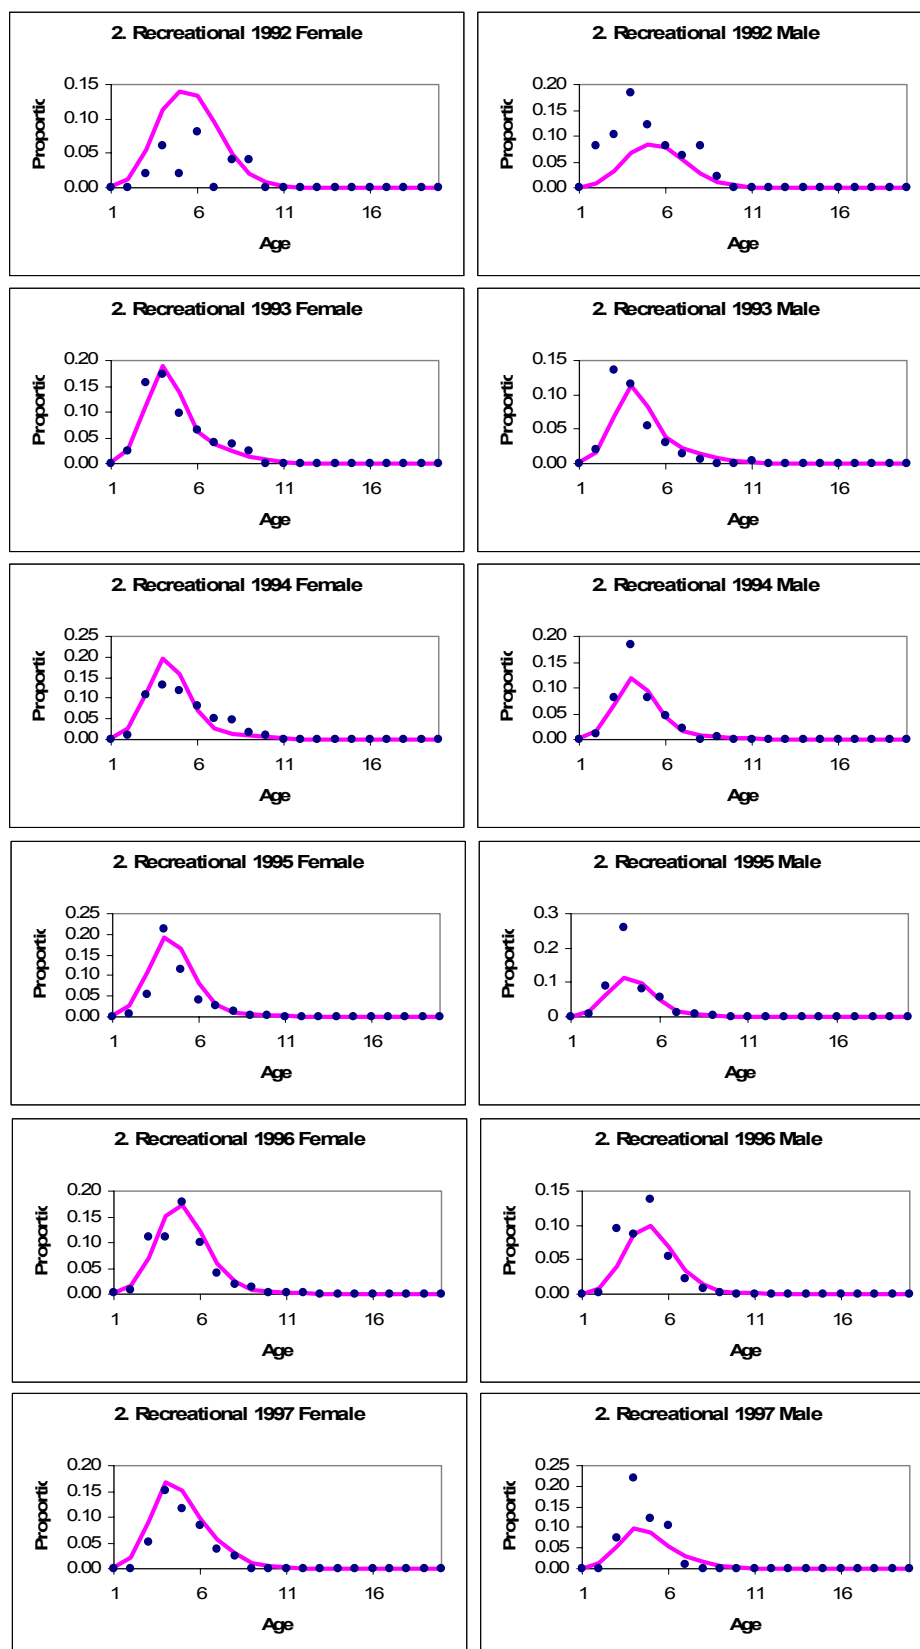 2. Recreational 1992 Female
0.15
0.10
0.05
0.00
1 6 11 16
Proportic
Age
2. Recreational 1992 Male
0.20
0.15
0.10
0.05
0.00
1 6 11 16
Proportic
Age
2. Recreational 1993 Female
0.20
0.15
0.10
0.05
0.00
1 6 11 16
Proportic
Age
2. Recreational 1993 Male
0.15
0.10
0.05
0.00
1 6 11 16
Proportic
Age
2. Recreational 1994 Female
0.25
0.20
0.15
0.10
0.05
0.00
1 6 11 16
Proportic
Age
2. Recreational 1994 Male
0.20
0.15
0.10
0.05
0.00
1 6 11 16
Proportic
Age
2. Recreational 1995 Female
0.25
0.20
0.15
0.10
0.05
0.00
1 6 11 16
Proportic
Age
2. Recreational 1995 Male
0.3
0.2
0.1
0
1 6 11 16
Proportic
Age
2. Recreational 1996 Female
0.20
0.15
0.10
0.05
0.00
1 6 11 16
Proportic
Age
2. Recreational 1996 Male
0.15
0.10
0.05
0.00
1 6 11 16
Proportic
Age
2. Recreational 1997 Female
0.20
0.15
0.10
0.05
0.00
1 6 11 16
Proportic
Age
2. Recreational 1997 Male
0.25
0.20
0.15
0.10
0.05
0.00
1 6 11 16
Proportic
Age